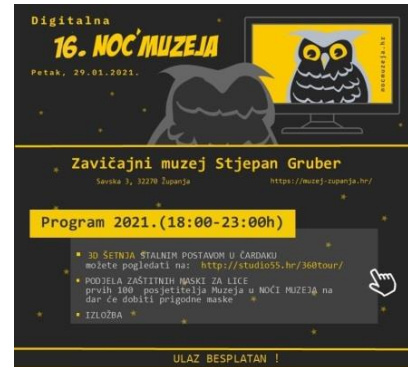 Digitalna
16. NOĆ MUZEJA
Petak, 29.01.2021.
nocmuzeja.hr
Zavičajni muzej Stjepan Gruber
Savska 3, 32270 Županja
https://muzej-zupanja.hr/
Program 2021.(18:00-23:00h)
3D ŠETNJA STALNIM POSTAVOM U ČARDAKU
možete pogledati na: http://studio55.hr/360tour/
PODJELA ZAŠTITNIH MASKI ZA LICE
prvih 100 posjetitelja Muzeja u NOĆI MUZEJA na
dar će dobiti prigodne maske
IZLOŽBA
ULAZ BESPLATAN !